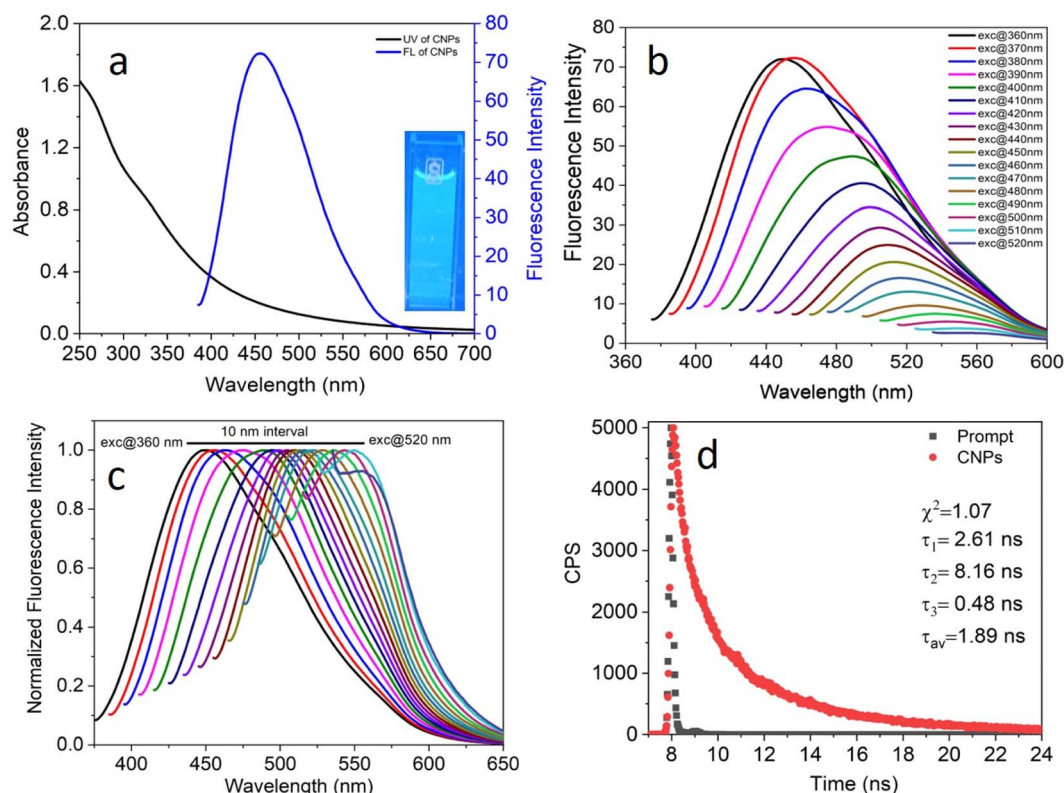 a
UV of CNPs
FL of CNPs
Absorbance
2.0
1.6
1.2
0.8
0.4
0.0
250 300 350 400 450 500 550 600 650 700
Wavelength (nm)
80
70
60
50
40
30
20
10
0
Fluorescence Intensity
b
Fluorescence Intensity
80
70
60
50
40
30
20
10
0
360 400 440 480 520 560 600
Wavelength (nm)
exc@360nm
exc@370nm
exc@380nm
exc@390nm
exc@400nm
exc@410nm
exc@420nm
exc@430nm
exc@440nm
exc@450nm
exc@460nm
exc@470nm
exc@480nm
exc@490nm
exc@500nm
exc@510nm
exc@520nm
c
10 nm interval
exc@360 nm
exc@520 nm
Normalized Fluorescence Intensity
1.0
0.8
0.6
0.4
0.2
0.0
400 450 500 550 600 650
Wavelength (nm)
d
Prompt
CNPs
χ²=1.07
τ₁= 2.61 ns
τ₂= 8.16 ns
τ₃= 0.48 ns
τav=1.89 ns
CPS
5000
4000
3000
2000
1000
0
8 10 12 14 16 18 20 22 24
Time (ns)